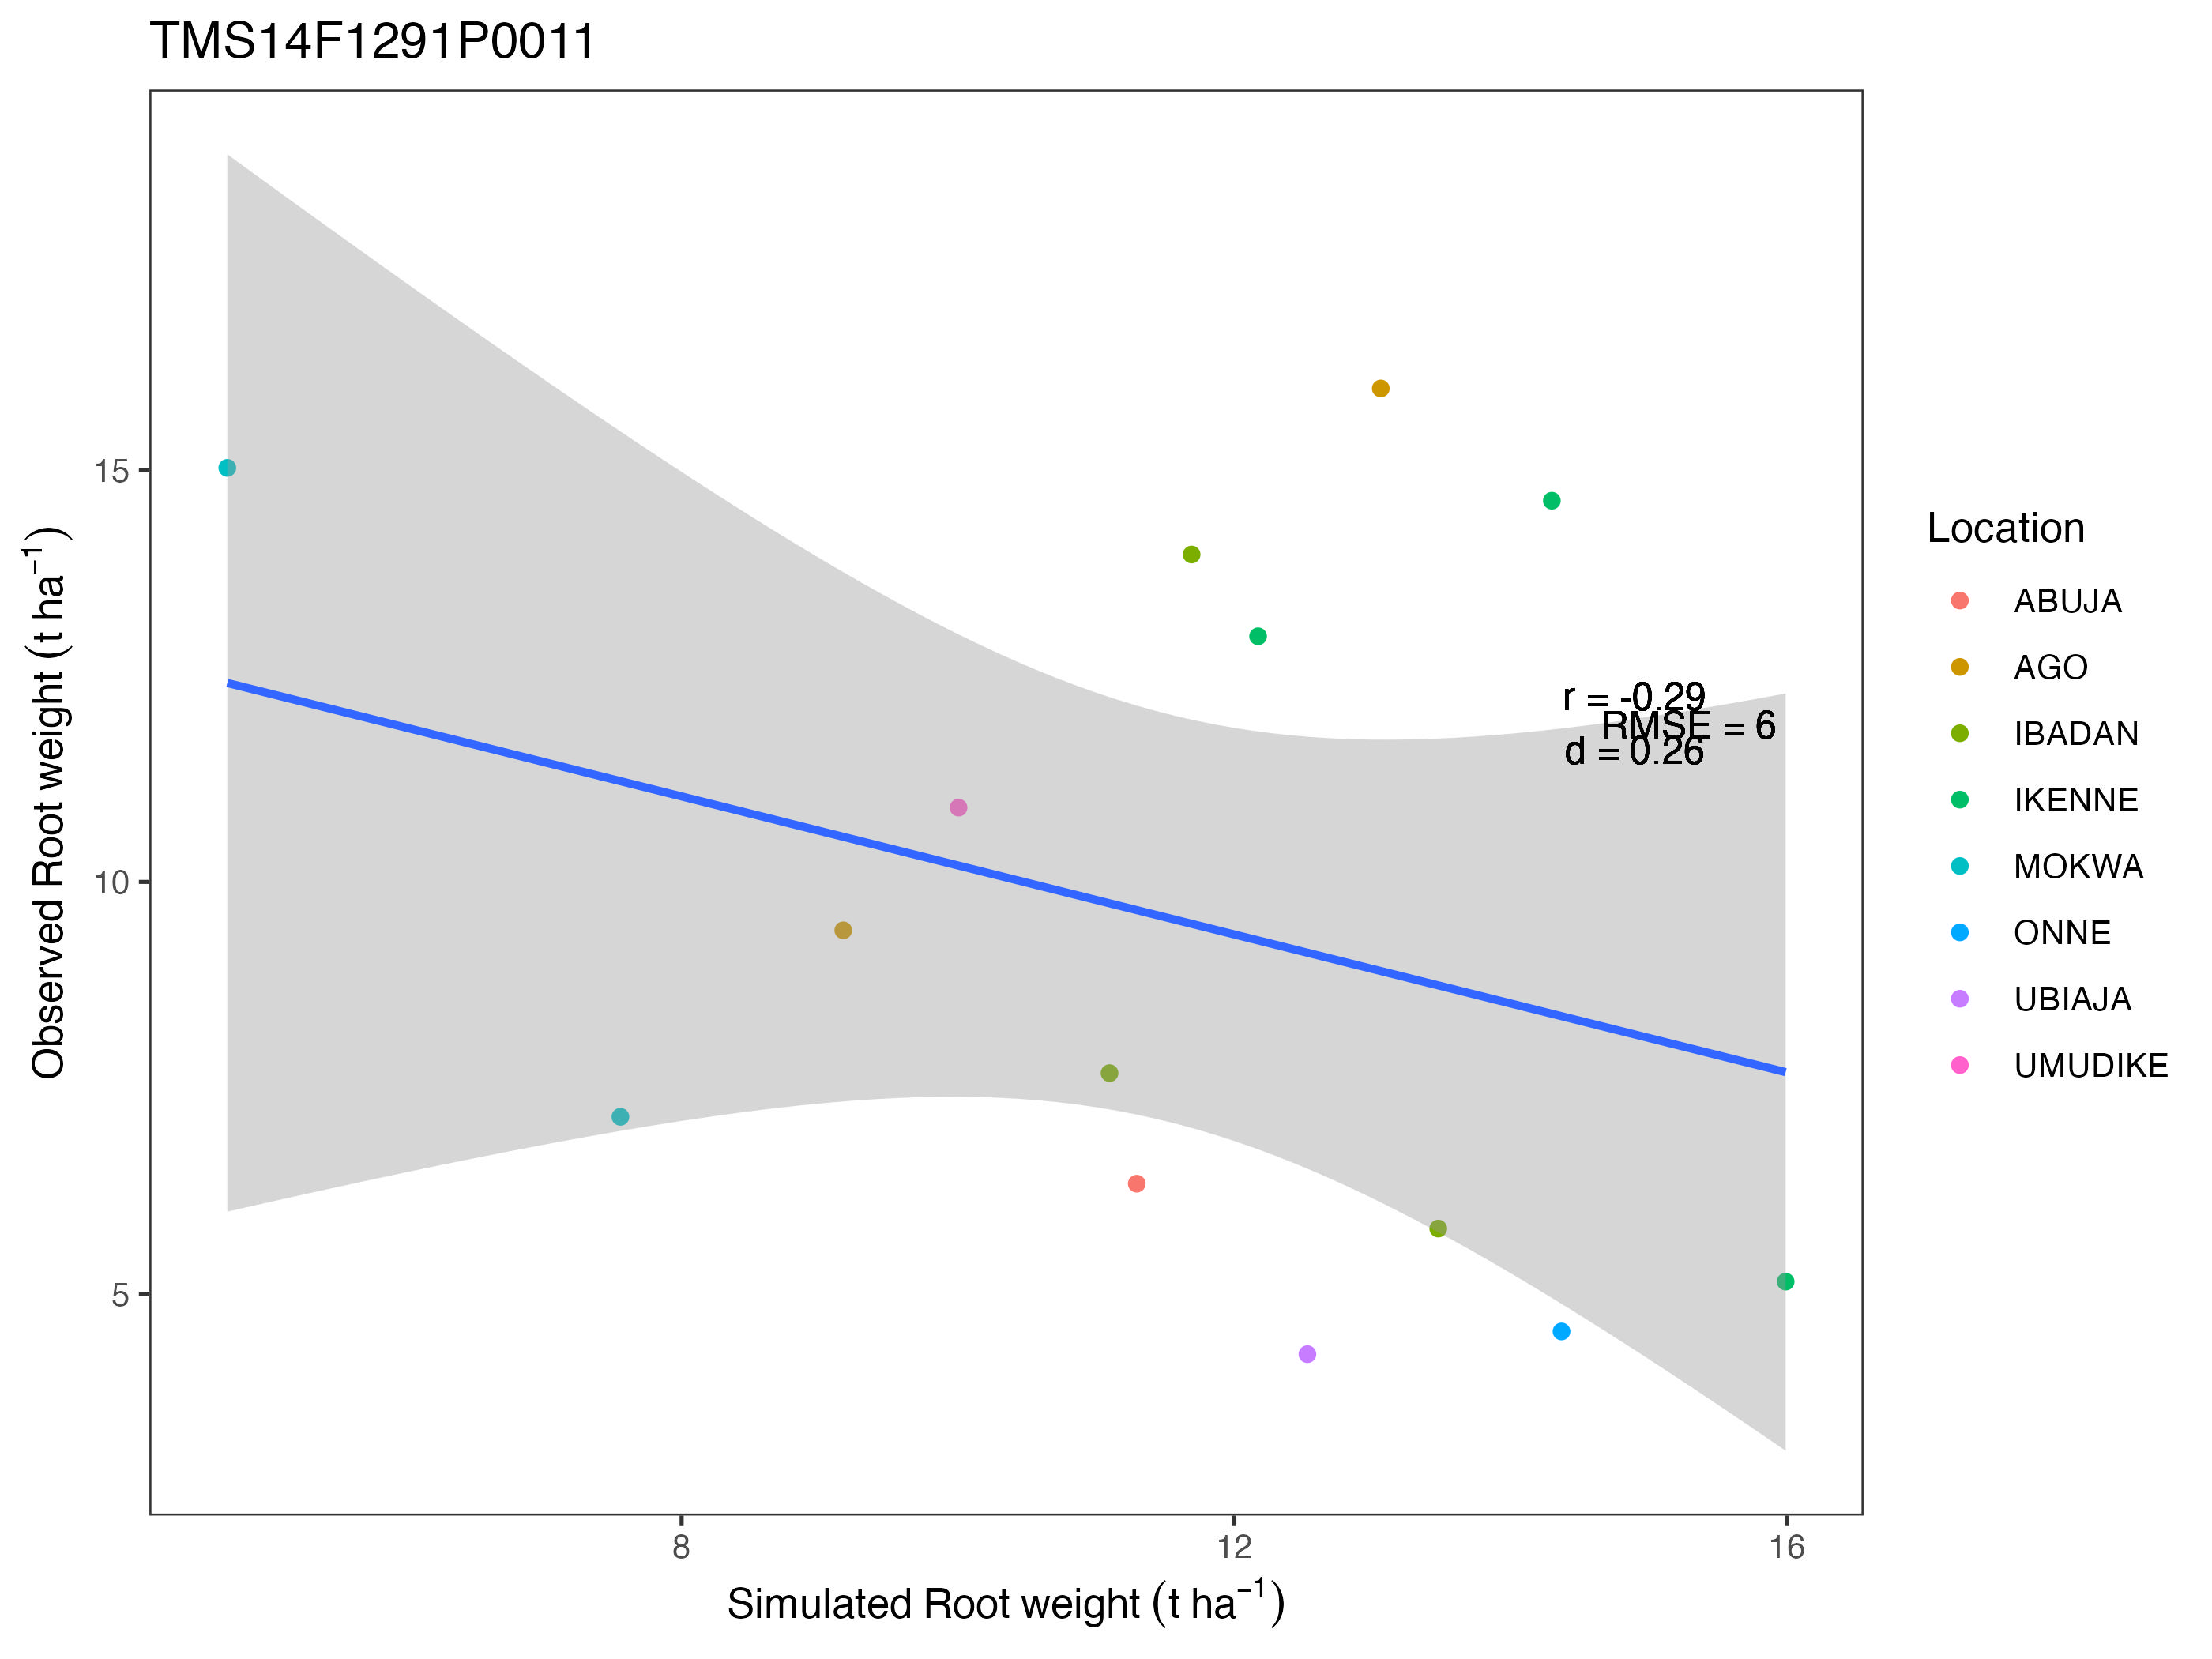 TMS14F1291P0011
Observed Root weight (t ha⁻¹)
15
10
5
r = -0.29
RMSE = 6
d = 0.26
8 12 16
Simulated Root weight (t ha⁻¹)
Location
ABUJA
AGO
IBADAN
IKENNE
MOKWA
ONNE
UBIAJA
UMUDIKE